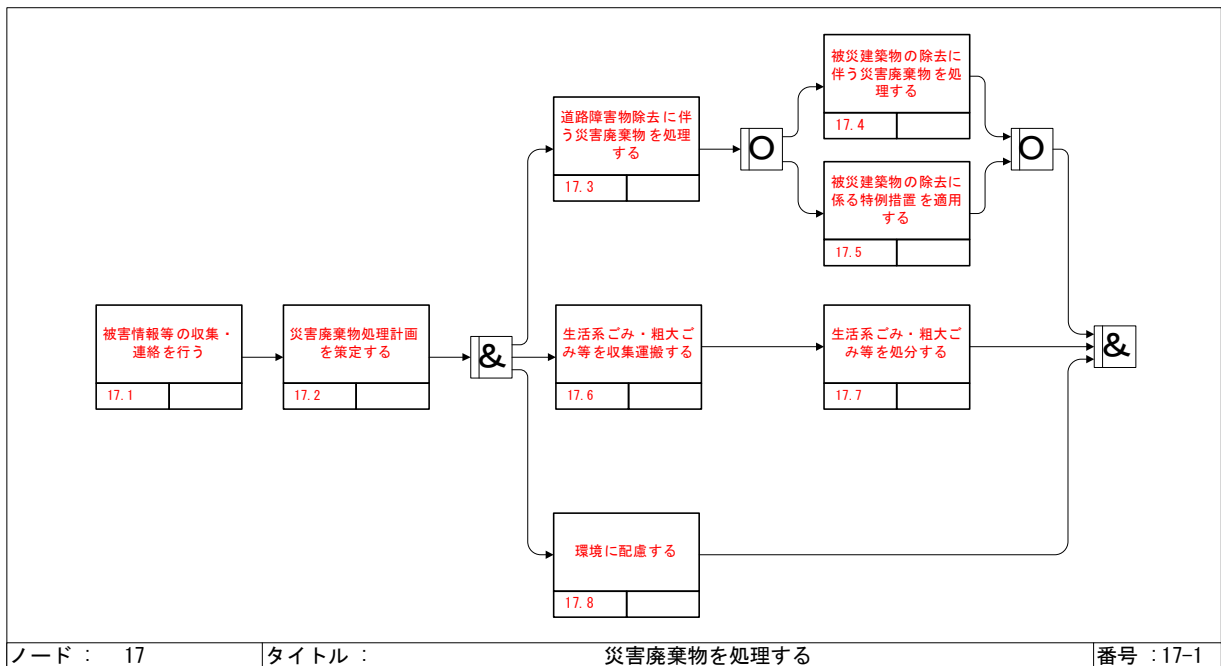 被害情報等の収集・
連絡を行う
17.1
災害廃棄物処理計画
を策定する
17.2
&
道路障害物除去に伴
う災害廃棄物を処理
する
17.3
O
被災建築物の除去に
伴う災害廃棄物を処
理する
17.4
被災建築物の除去に
係る特例措置を適用
する
17.5
O
生活系ごみ・粗大ご
み等を収集運搬する
17.6
生活系ごみ・粗大ご
み等を処分する
17.7
&
環境に配慮する
17.8
ノード： 17
タイトル： 災害廃棄物を処理する
番号：17-1